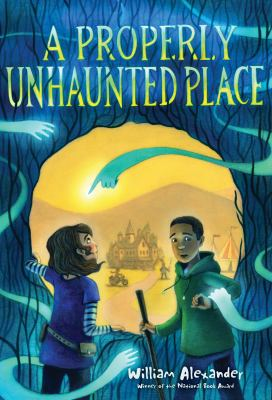 A PROPERLY
UNHAUNTED PLACE
William Alexander
Winner of the National Book Award